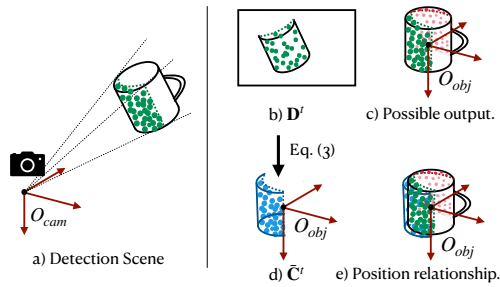 O_cam
a) Detection Scene
b) D^t
c) Possible output.
O_obj
Eq. (3)
O_obj
d) C̄^t
O_obj
e) Position relationship.